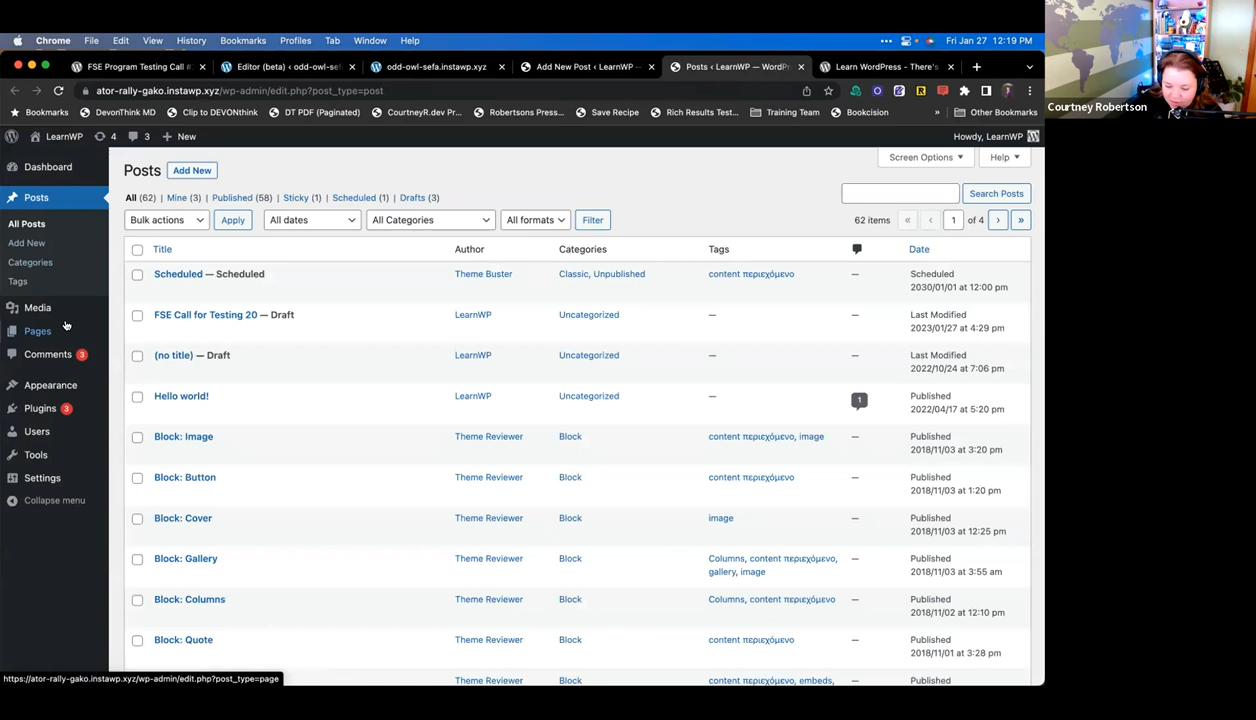 Chrome File Edit View History Bookmarks Profiles Tab Window Help
Fri Jan 27 12:19 PM
FSE Program Testing Call #
Editor (beta) ‹ odd-owl-sef
odd-owl-sefa.instawp.xyz/
Add New Post ‹ LearnWP —
Posts ‹ LearnWP — WordPr
Learn WordPress - There's
ator-rally-gako.instawp.xyz/wp-admin/edit.php?post_type=post
Bookmarks DevonThink MD Clip to DEVONthink DT PDF (Paginated) CourtneyR.dev Pr... Robertsons Press... Social Media Rich Results Test... Training Team Bookcision » Other Bookmarks
LearnWP 4 3 New
Howdy, LearnWP
Courtney Robertson
Dashboard
Posts
All Posts
Add New
Categories
Tags
Media
Pages
Comments 3
Appearance
Plugins 3
Users
Tools
Settings
Collapse menu
Posts Add New
Screen Options Help
All (62) | Mine (3) | Published (58) | Sticky (1) | Scheduled (1) | Drafts (3)
Search Posts
Bulk actions Apply All dates All Categories All formats Filter
62 items « ‹ 1 of 4 › »
Title Author Categories Tags Date
Scheduled — Scheduled Theme Buster Classic, Unpublished content περιεχόμενο — Scheduled
2030/01/01 at 12:00 pm
FSE Call for Testing 20 — Draft LearnWP Uncategorized — — Last Modified
2023/01/27 at 4:29 pm
(no title) — Draft LearnWP Uncategorized — — Last Modified
2022/10/24 at 7:06 pm
Hello world! LearnWP Uncategorized — 1 Published
2022/04/17 at 5:20 pm
Block: Image Theme Reviewer Block content περιεχόμενο, image — Published
2018/11/03 at 3:20 pm
Block: Button Theme Reviewer Block content περιεχόμενο — Published
2018/11/03 at 1:20 pm
Block: Cover Theme Reviewer Block image — Published
2018/11/03 at 12:25 pm
Block: Gallery Theme Reviewer Block Columns, content περιεχόμενο, — Published
gallery, image 2018/11/03 at 3:55 am
Block: Columns Theme Reviewer Block Columns, content περιεχόμενο — Published
2018/11/02 at 12:10 pm
Block: Quote Theme Reviewer Block content περιεχόμενο — Published
2018/11/01 at 3:28 pm
Theme Reviewer Block content περιεχόμενο, embeds, — Published
https://ator-rally-gako.instawp.xyz/wp-admin/edit.php?post_type=page